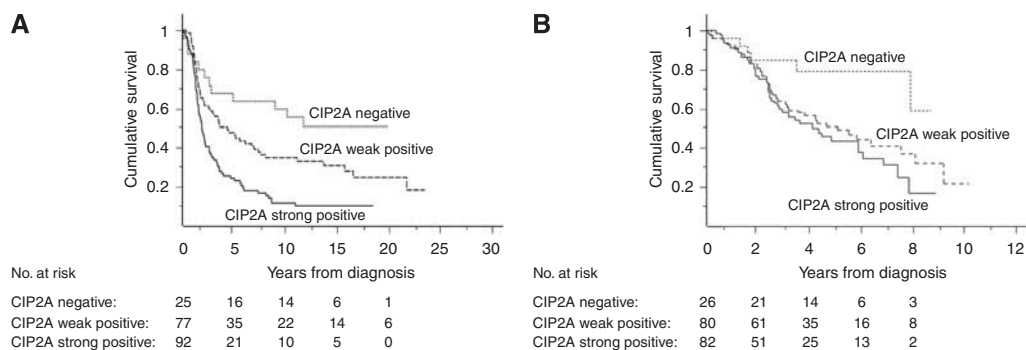 A
Cumulative survival
1
0.8
0.6
0.4
0.2
CIP2A negative
CIP2A weak positive
CIP2A strong positive
0 5 10 15 20 25 30
No. at risk Years from diagnosis
CIP2A negative: 25 16 14 6 1
CIP2A weak positive: 77 35 22 14 6
CIP2A strong positive: 92 21 10 5 0
B
Cumulative survival
1
0.8
0.6
0.4
0.2
CIP2A negative
CIP2A weak positive
CIP2A strong positive
0 2 4 6 8 10 12
No. at risk Years from diagnosis
CIP2A negative: 26 21 14 6 3
CIP2A weak positive: 80 61 35 16 8
CIP2A strong positive: 82 51 25 13 2